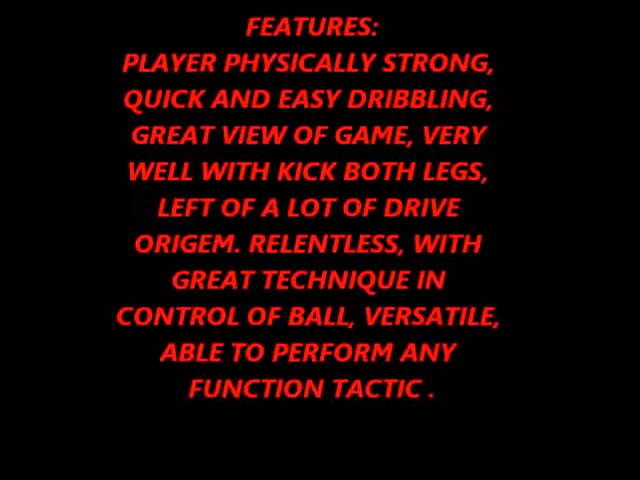 FEATURES:
PLAYER PHYSICALLY STRONG,
QUICK AND EASY DRIBBLING,
GREAT VIEW OF GAME, VERY
WELL WITH KICK BOTH LEGS,
LEFT OF A LOT OF DRIVE
ORIGEM. RELENTLESS, WITH
GREAT TECHNIQUE IN
CONTROL OF BALL, VERSATILE,
ABLE TO PERFORM ANY
FUNCTION TACTIC .